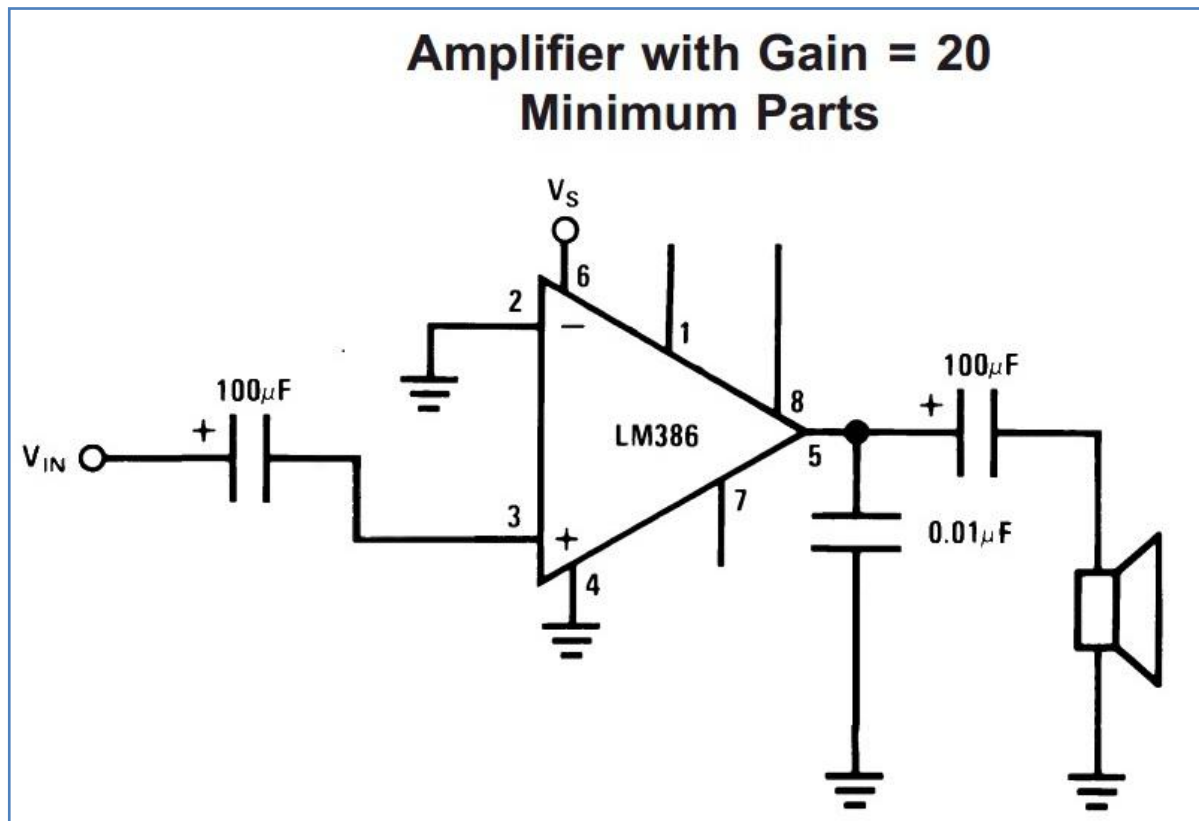 Amplifier with Gain = 20
Minimum Parts
VS
6
2
−
1
100μF
+
8
100μF
+
LM386
5
VIN
7
3
+
0.01μF
4